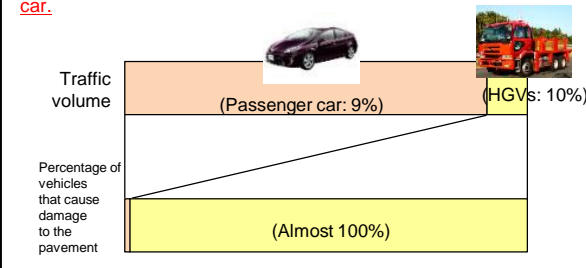 car.
Traffic
volume
(Passenger car: 9%)
(HGVs: 10%)
Percentage of
vehicles
that cause
damage
to the
pavement
(Almost 100%)